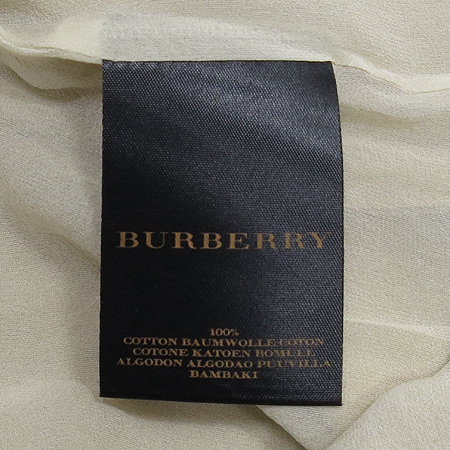 BURBERRY
100%
COTTON BAUMWOLLE·COTON
COTONE KATOEN BOMULL
ALGODON ALGODAO PUUVILLA
BAMBAKI